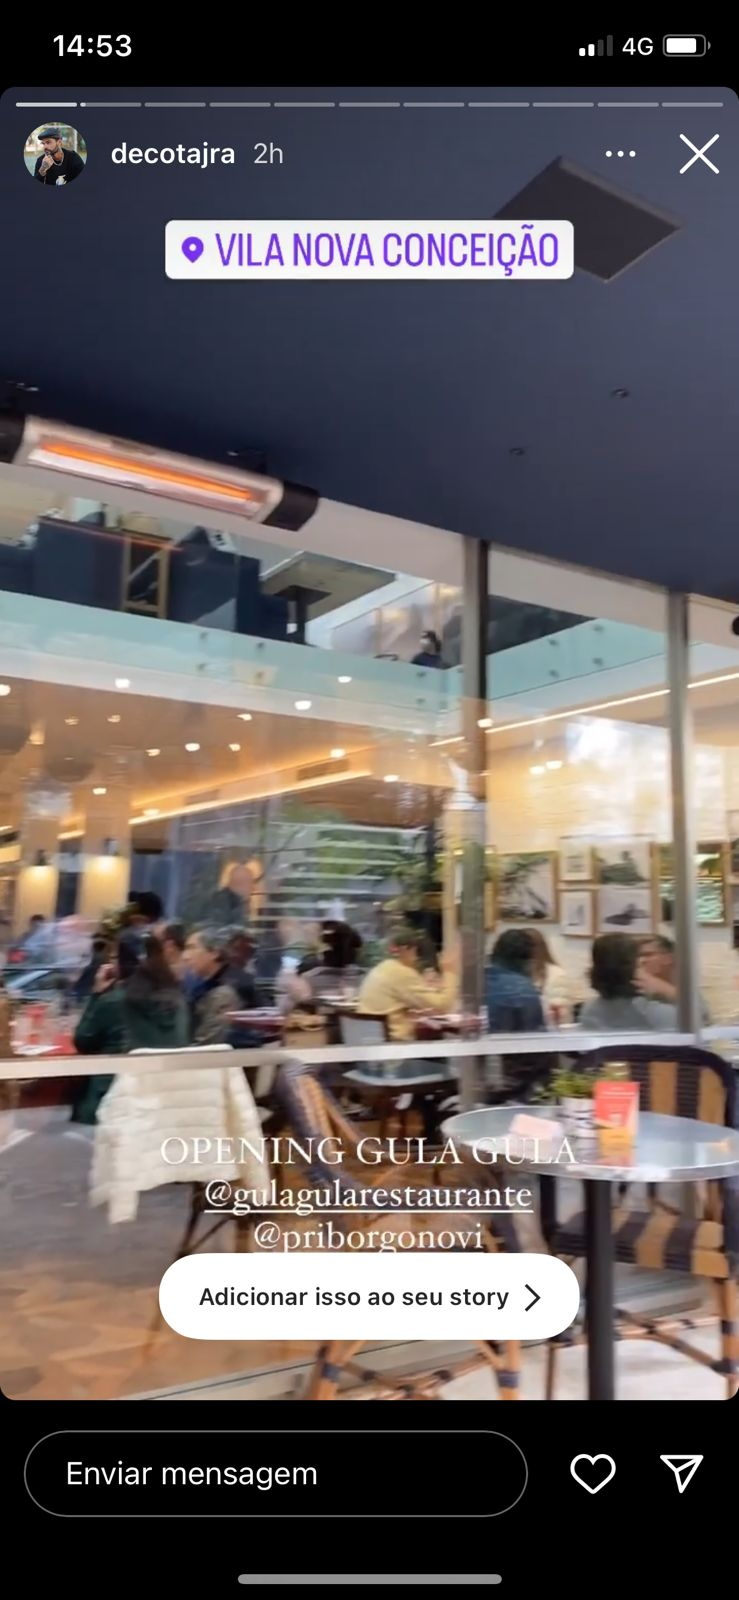 14:53
4G
decotajra 2h
VILA NOVA CONCEIÇÃO
OPENING GULA GULA
@gulagularestaurante
@priborgonovi
Adicionar isso ao seu story
Enviar mensagem